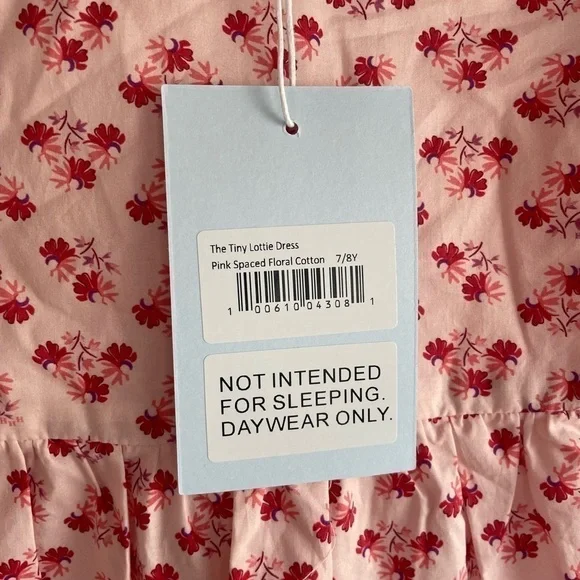 The Tiny Lottie Dress
Pink Spaced Floral Cotton 7/8Y
1 00610 04308 1
NOT INTENDED
FOR SLEEPING.
DAYWEAR ONLY.